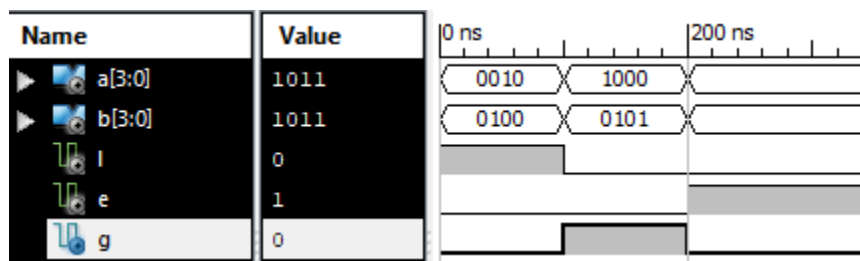 Name Value 0 ns 200 ns
a[3:0] 1011 0010 1000
b[3:0] 1011 0100 0101
l 0
e 1
g 0